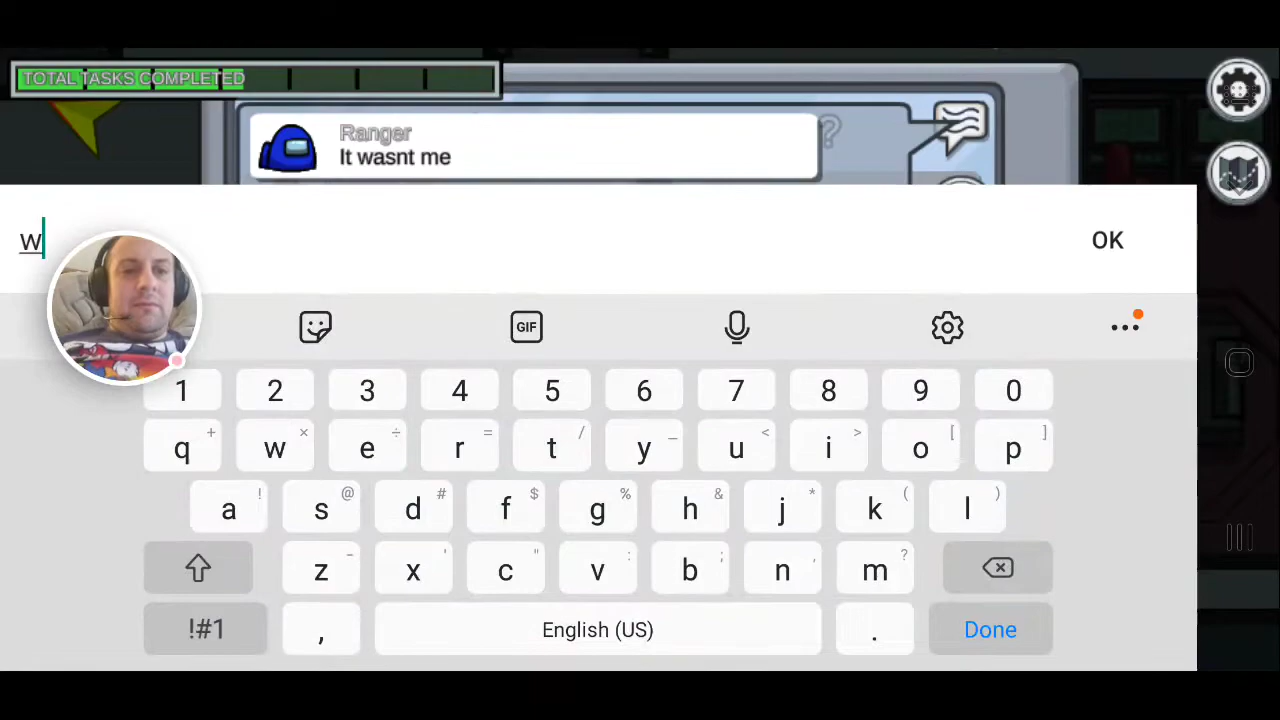 TOTAL TASKS COMPLETED
Ranger
?
It wasnt me
w
OK
GIF
1 2 3 4 5 6 7 8 9 0
q + w × e ÷ r = t / y _ u < i > o [ p ]
a ! s @ d # f $ g % h & j * k ( l )
z - x ' c " v : b ; n , m ?
!#1 , English (US) . Done